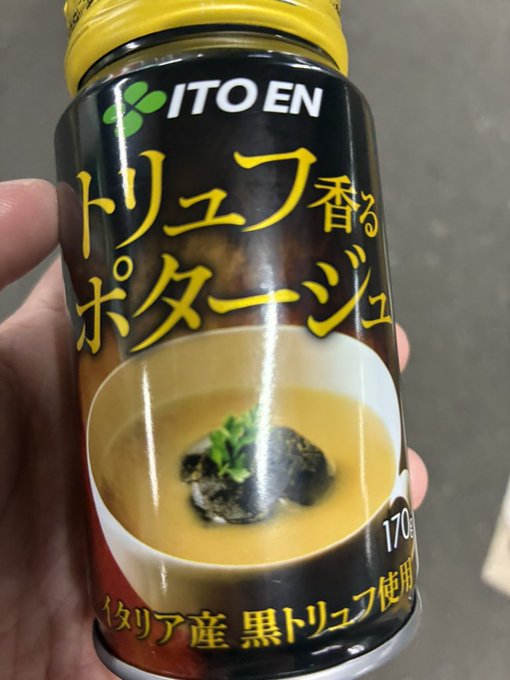 ITO EN
トリュフ香る
ポタージュ
170g
イタリア産 黒トリュフ使用